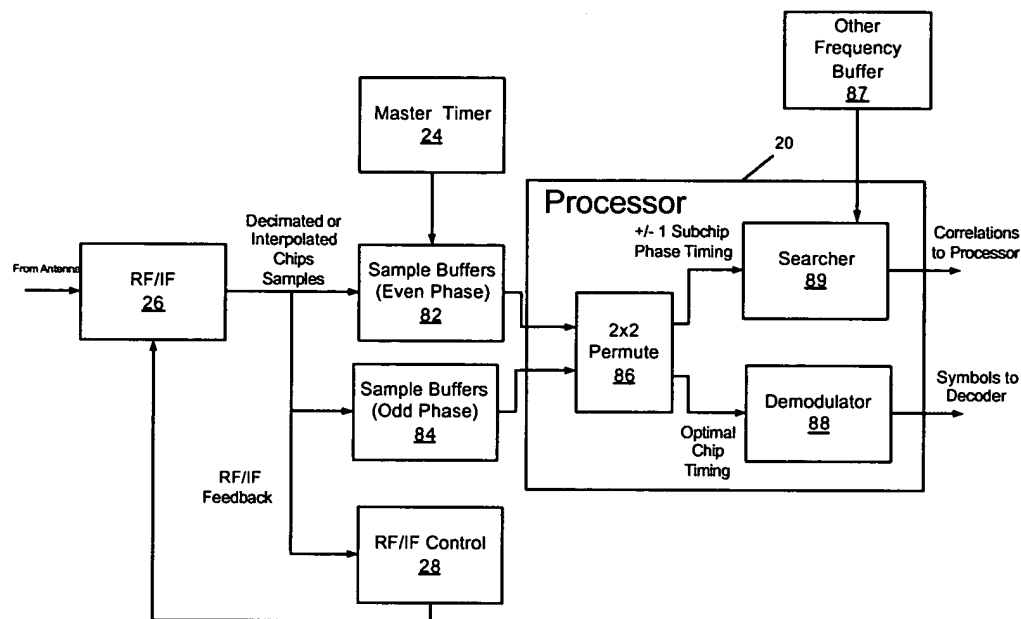 Other
Frequency
Buffer
87
Master Timer
24
20
Processor
Decimated or
Interpolated
Chips
Samples
+/- 1 Subchip
Phase Timing
Correlations
to Processor
From Antenna
RF/IF
26
Sample Buffers
(Even Phase)
82
Searcher
89
2x2
Permute
86
Sample Buffers
(Odd Phase)
84
Symbols to
Decoder
Demodulator
88
Optimal
Chip
Timing
RF/IF
Feedback
RF/IF Control
28